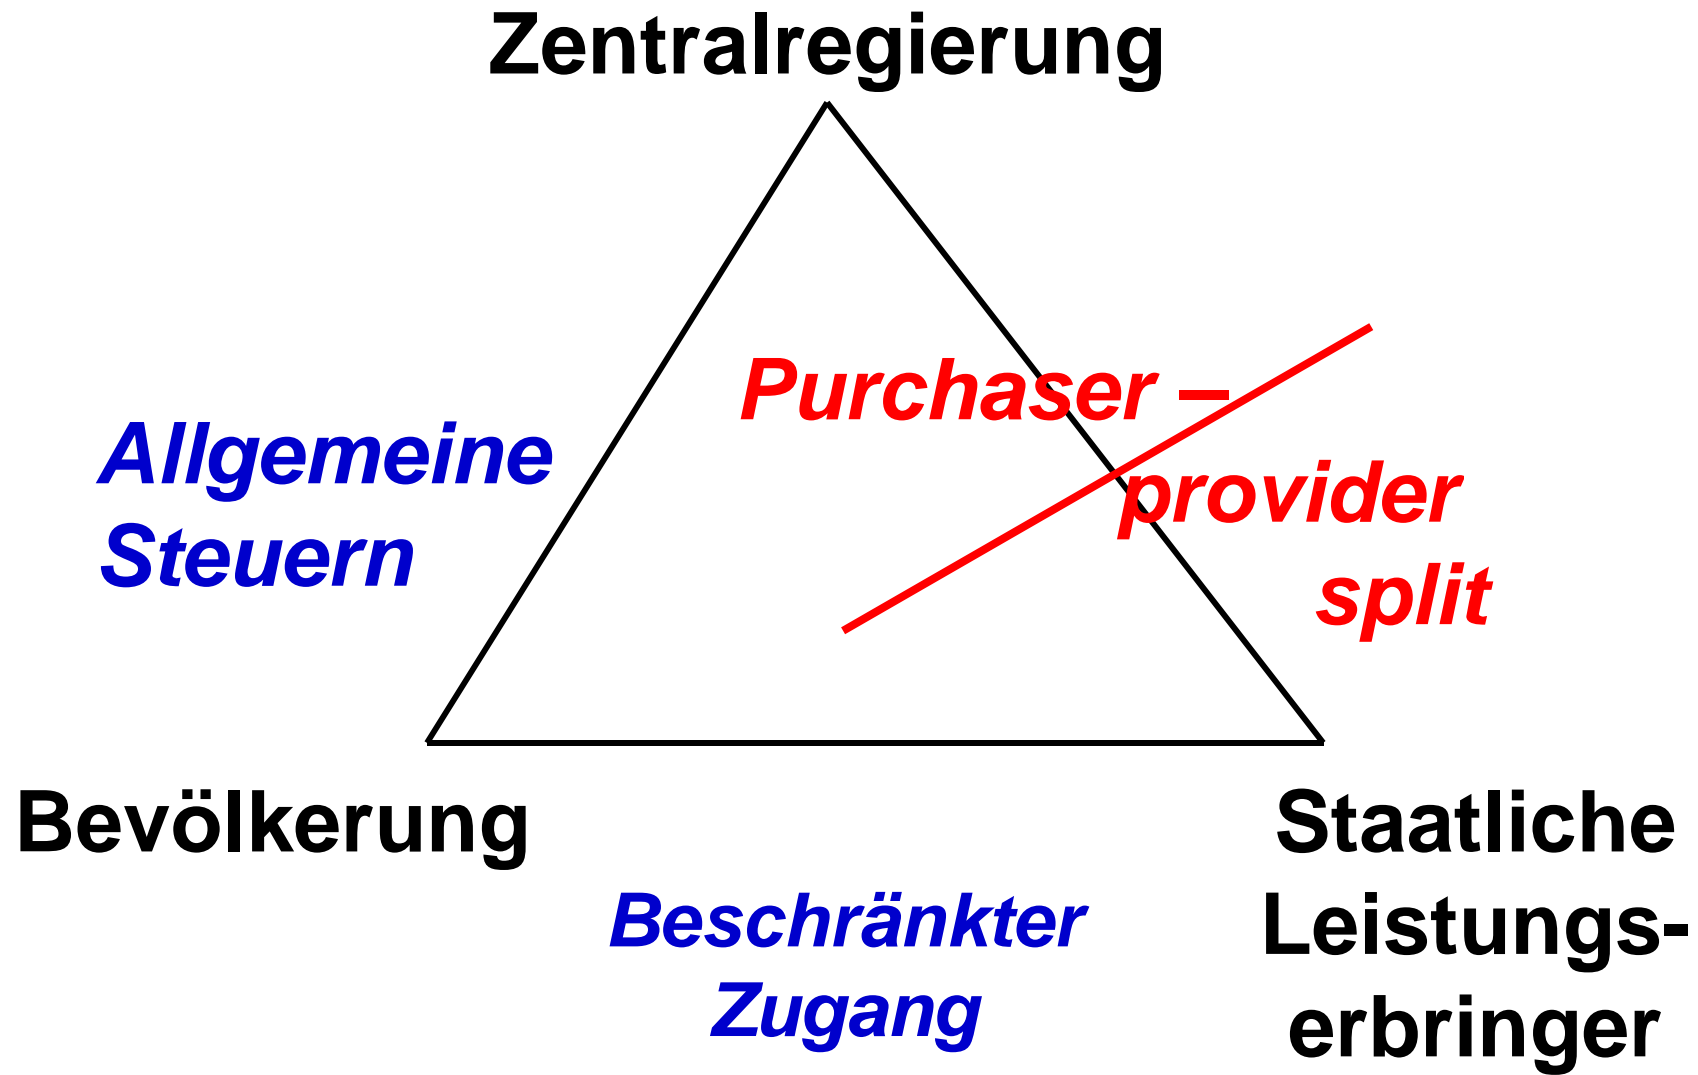 Zentralregierung
Purchaser –
Allgemeine
provider
Steuern
split
Bevölkerung
Staatliche
Beschränkter
Leistungs-
Zugang
erbringer